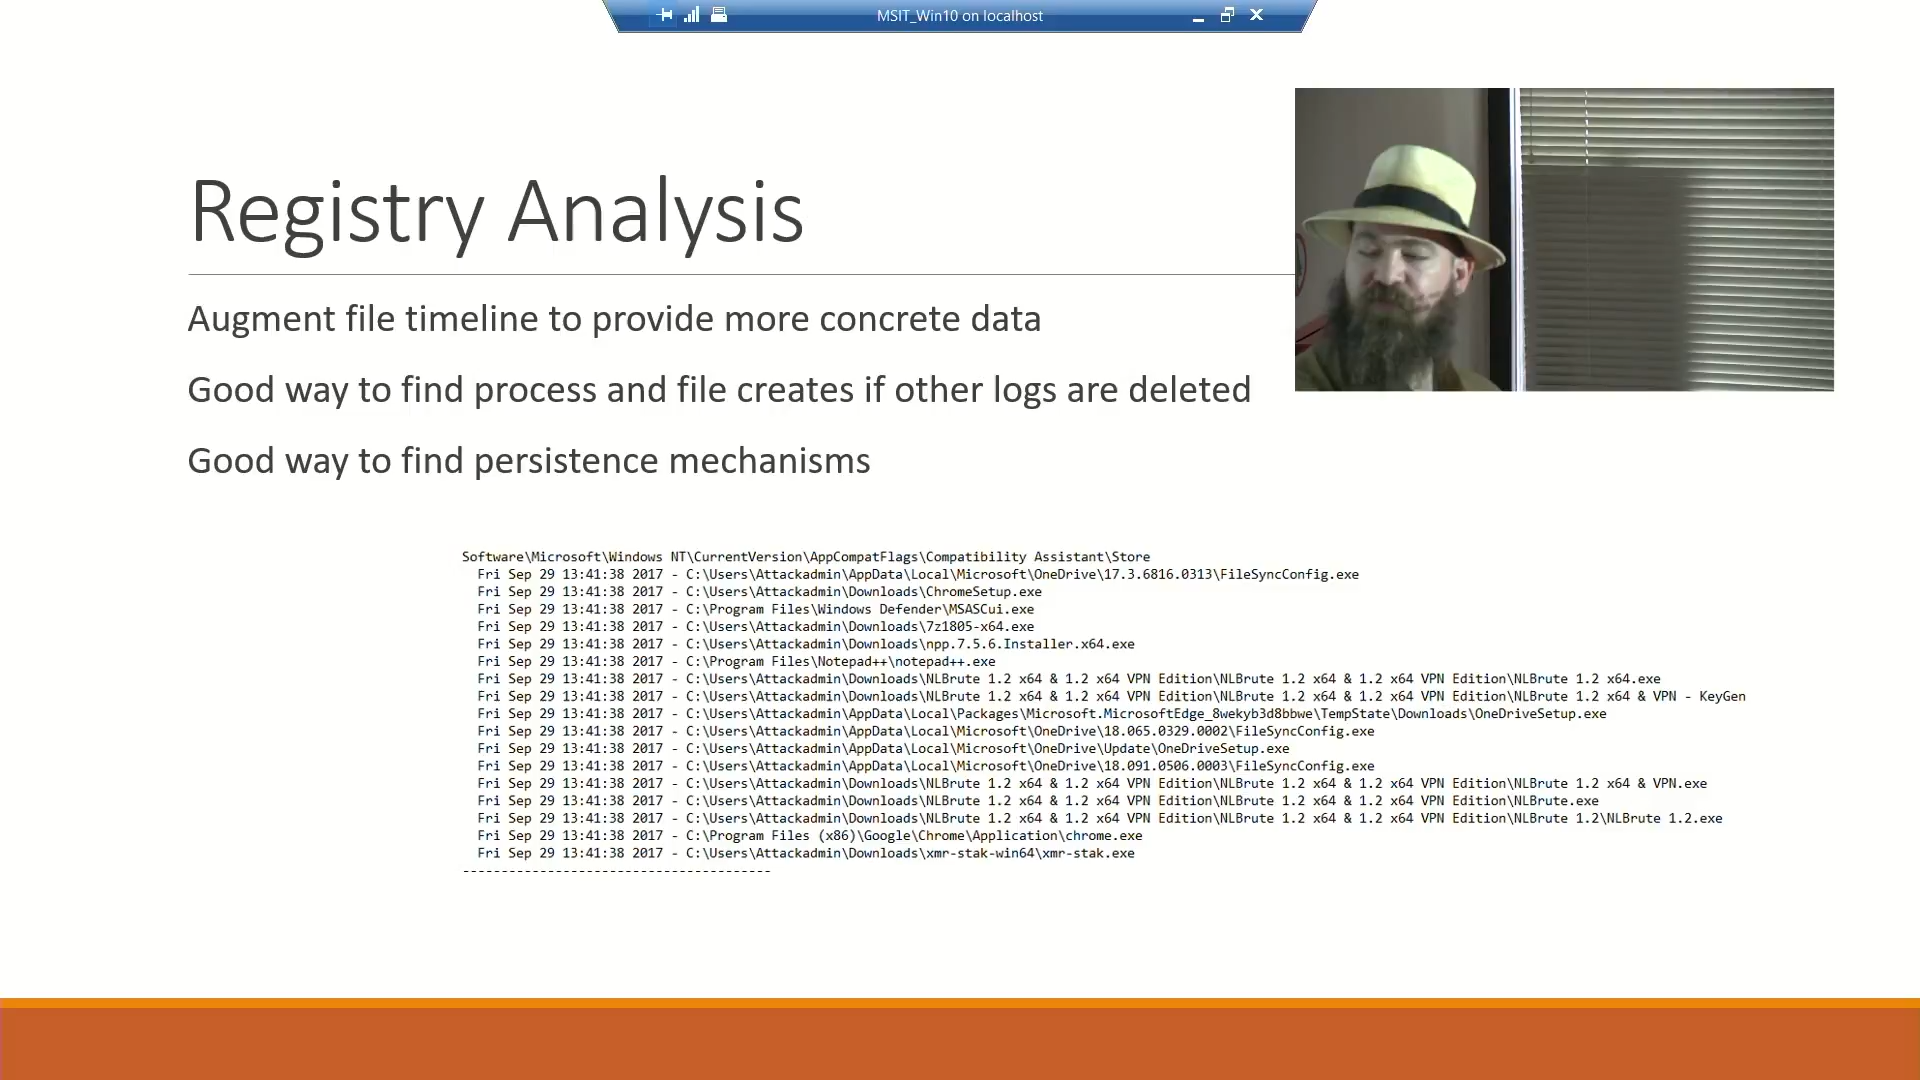 MSIT_Win10 on localhost
Registry Analysis
Augment file timeline to provide more concrete data
Good way to find process and file creates if other logs are deleted
Good way to find persistence mechanisms
Software\Microsoft\Windows NT\CurrentVersion\AppCompatFlags\Compatibility Assistant\Store
Fri Sep 29 13:41:38 2017 - C:\Users\Attackadmin\AppData\Local\Microsoft\OneDrive\17.3.6816.0313\FileSyncConfig.exe
Fri Sep 29 13:41:38 2017 - C:\Users\Attackadmin\Downloads\ChromeSetup.exe
Fri Sep 29 13:41:38 2017 - C:\Program Files\Windows Defender\MSASCui.exe
Fri Sep 29 13:41:38 2017 - C:\Users\Attackadmin\Downloads\7z1805-x64.exe
Fri Sep 29 13:41:38 2017 - C:\Users\Attackadmin\Downloads\npp.7.5.6.Installer.x64.exe
Fri Sep 29 13:41:38 2017 - C:\Program Files\Notepad++\notepad++.exe
Fri Sep 29 13:41:38 2017 - C:\Users\Attackadmin\Downloads\NLBrute 1.2 x64 & 1.2 x64 VPN Edition\NLBrute 1.2 x64 & 1.2 x64 VPN Edition\NLBrute 1.2 x64.exe
Fri Sep 29 13:41:38 2017 - C:\Users\Attackadmin\Downloads\NLBrute 1.2 x64 & 1.2 x64 VPN Edition\NLBrute 1.2 x64 & 1.2 x64 VPN Edition\NLBrute 1.2 x64 & VPN - KeyGen
Fri Sep 29 13:41:38 2017 - C:\Users\Attackadmin\AppData\Local\Packages\Microsoft.MicrosoftEdge_8wekyb3d8bbwe\TempState\Downloads\OneDriveSetup.exe
Fri Sep 29 13:41:38 2017 - C:\Users\Attackadmin\AppData\Local\Microsoft\OneDrive\18.065.0329.0002\FileSyncConfig.exe
Fri Sep 29 13:41:38 2017 - C:\Users\Attackadmin\AppData\Local\Microsoft\OneDrive\Update\OneDriveSetup.exe
Fri Sep 29 13:41:38 2017 - C:\Users\Attackadmin\AppData\Local\Microsoft\OneDrive\18.091.0506.0003\FileSyncConfig.exe
Fri Sep 29 13:41:38 2017 - C:\Users\Attackadmin\Downloads\NLBrute 1.2 x64 & 1.2 x64 VPN Edition\NLBrute 1.2 x64 & 1.2 x64 VPN Edition\NLBrute 1.2 x64 & VPN.exe
Fri Sep 29 13:41:38 2017 - C:\Users\Attackadmin\Downloads\NLBrute 1.2 x64 & 1.2 x64 VPN Edition\NLBrute 1.2 x64 & 1.2 x64 VPN Edition\NLBrute.exe
Fri Sep 29 13:41:38 2017 - C:\Users\Attackadmin\Downloads\NLBrute 1.2 x64 & 1.2 x64 VPN Edition\NLBrute 1.2 x64 & 1.2 x64 VPN Edition\NLBrute 1.2\NLBrute 1.2.exe
Fri Sep 29 13:41:38 2017 - C:\Program Files (x86)\Google\Chrome\Application\chrome.exe
Fri Sep 29 13:41:38 2017 - C:\Users\Attackadmin\Downloads\xmr-stak-win64\xmr-stak.exe
----------------------------------------